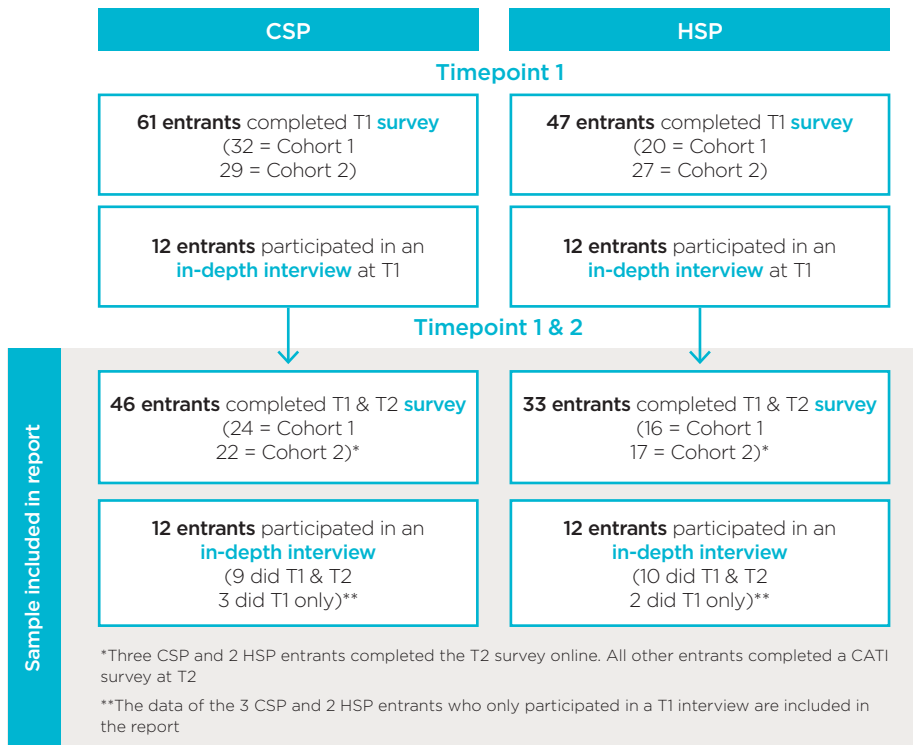 CSP
HSP
Timepoint 1
61 entrants completed T1 survey
(32 = Cohort 1
29 = Cohort 2)
47 entrants completed T1 survey
(20 = Cohort 1
27 = Cohort 2)
12 entrants participated in an
in-depth interview at T1
12 entrants participated in an
in-depth interview at T1
Timepoint 1 & 2
Sample included in report
46 entrants completed T1 & T2 survey
(24 = Cohort 1
22 = Cohort 2)*
33 entrants completed T1 & T2 survey
(16 = Cohort 1
17 = Cohort 2)*
12 entrants participated in an
in-depth interview
(9 did T1 & T2
3 did T1 only)**
12 entrants participated in an
in-depth interview
(10 did T1 & T2
2 did T1 only)**
*Three CSP and 2 HSP entrants completed the T2 survey online. All other entrants completed a CATI
survey at T2
**The data of the 3 CSP and 2 HSP entrants who only participated in a T1 interview are included in
the report